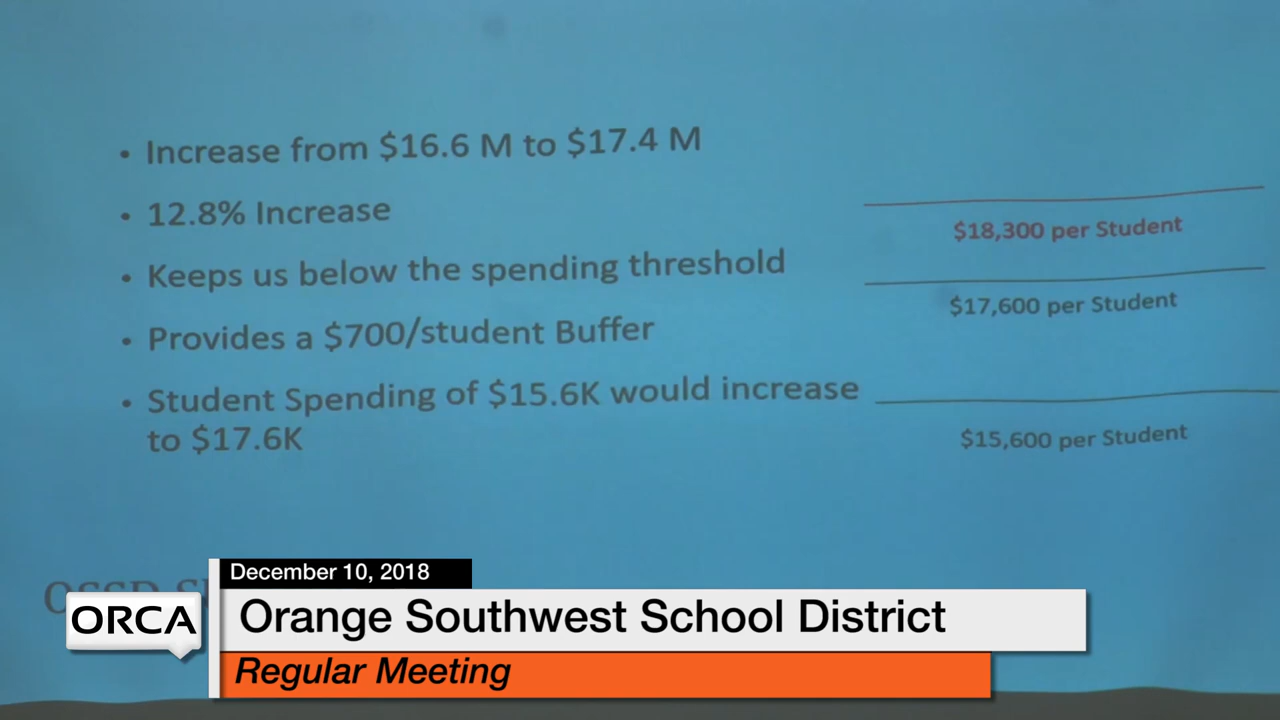 • Increase from $16.6 M to $17.4 M
• 12.8% Increase
• Keeps us below the spending threshold
• Provides a $700/student Buffer
• Student Spending of $15.6K would increase
to $17.6K
$18,300 per Student
$17,600 per Student
$15,600 per Student
December 10, 2018
ORCA
Orange Southwest School District
Regular Meeting